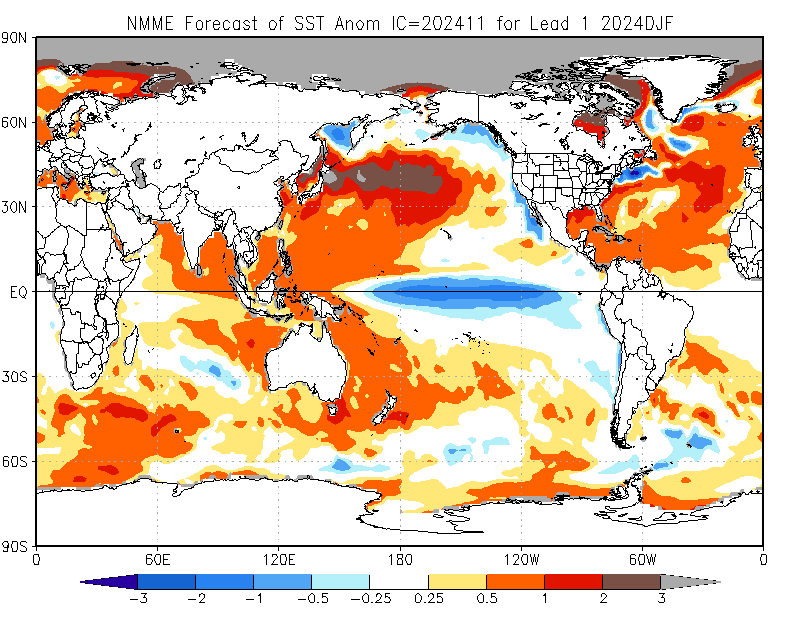 NMME Forecast of SST Anom IC=202411 for Lead 1 2024DJF
90N
60N
30N
EQ
30S
60S
90S
0 60E 120E 180 120W 60W 0
-3 -2 -1 -0.5 -0.25 0.25 0.5 1 2 3